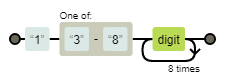 One of:
“1” “3” - “8” digit
8 times